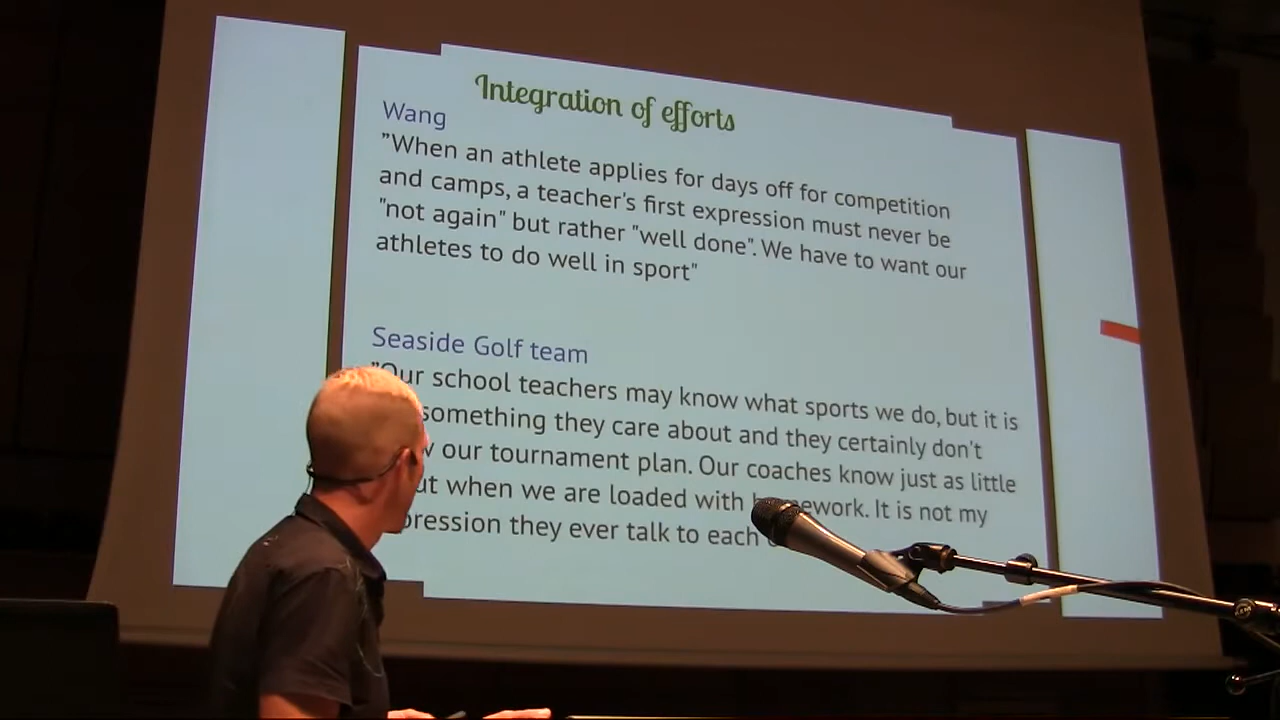 Integration of efforts
Wang
"When an athlete applies for days off for competition
and camps, a teacher's first expression must never be
"not again" but rather "well done". We have to want our
athletes to do well in sport"
Seaside Golf team
"Our school teachers may know what sports we do, but it is
something they care about and they certainly don't
our tournament plan. Our coaches know just as little
when we are loaded with homework. It is not my
they ever talk to each